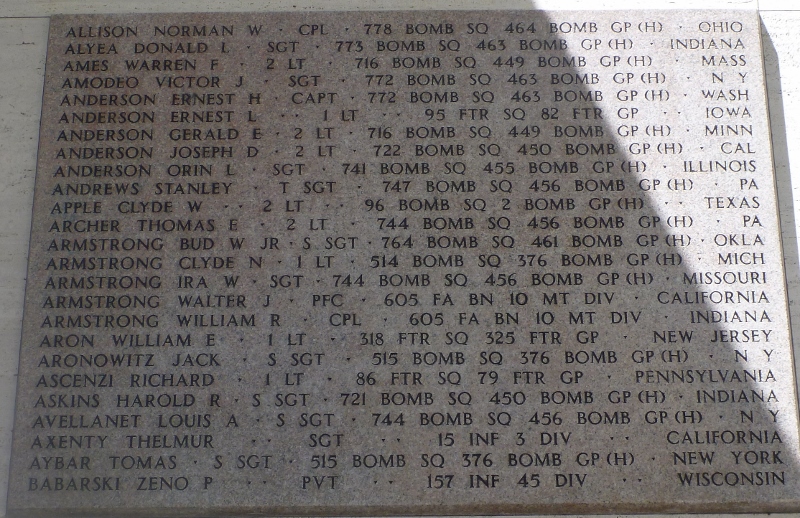 ALLISON NORMAN W · CPL · 778 BOMB SQ 464 BOMB GP (H) · OHIO
ALYEA DONALD L · SGT · 773 BOMB SQ 463 BOMB GP (H) · INDIANA
AMES WARREN F · 2 LT · 716 BOMB SQ 449 BOMB GP (H) · MASS
AMODEO VICTOR J · SGT · 772 BOMB SQ 463 BOMB GP (H) · N Y
ANDERSON ERNEST H · CAPT · 772 BOMB SQ 463 BOMB GP (H) · WASH
ANDERSON ERNEST L · · 1 LT · · 95 FTR SQ 82 FTR GP · · IOWA
ANDERSON GERALD E · 2 LT · 716 BOMB SQ 449 BOMB GP (H) · MINN
ANDERSON JOSEPH D · 2 LT · 722 BOMB SQ 450 BOMB GP (H) · CAL
ANDERSON ORIN L · SGT · 741 BOMB SQ 455 BOMB GP (H) · ILLINOIS
ANDREWS STANLEY · T SGT · 747 BOMB SQ 456 BOMB GP (H) · PA
APPLE CLYDE W · · 2 LT · · 96 BOMB SQ 2 BOMB GP (H) · · TEXAS
ARCHER THOMAS E · 2 LT · 744 BOMB SQ 456 BOMB GP (H) · PA
ARMSTRONG BUD W JR · S SGT · 764 BOMB SQ 461 BOMB GP (H) · OKLA
ARMSTRONG CLYDE N · 1 LT · 514 BOMB SQ 376 BOMB GP (H) · MICH
ARMSTRONG IRA W · SGT · 744 BOMB SQ 456 BOMB GP (H) · MISSOURI
ARMSTRONG WALTER J · PFC · 605 FA BN 10 MT DIV · CALIFORNIA
ARMSTRONG WILLIAM R · CPL · 605 FA BN 10 MT DIV · INDIANA
ARON WILLIAM E · 1 LT · 318 FTR SQ 325 FTR GP · NEW JERSEY
ARONOWITZ JACK · S SGT · 515 BOMB SQ 376 BOMB GP (H) · N Y
ASCENZI RICHARD · 1 LT · 86 FTR SQ 79 FTR GP · PENNSYLVANIA
ASKINS HAROLD R · S SGT · 721 BOMB SQ 450 BOMB GP (H) · INDIANA
AVELLANET LOUIS A · S SGT · 744 BOMB SQ 456 BOMB GP (H) · N Y
AXENTY THELMUR · · SGT · · 15 INF 3 DIV · · CALIFORNIA
AYBAR TOMAS · S SGT · 515 BOMB SQ 376 BOMB GP (H) · NEW YORK
BABARSKI ZENO P · · PVT · · 157 INF 45 DIV · · WISCONSIN